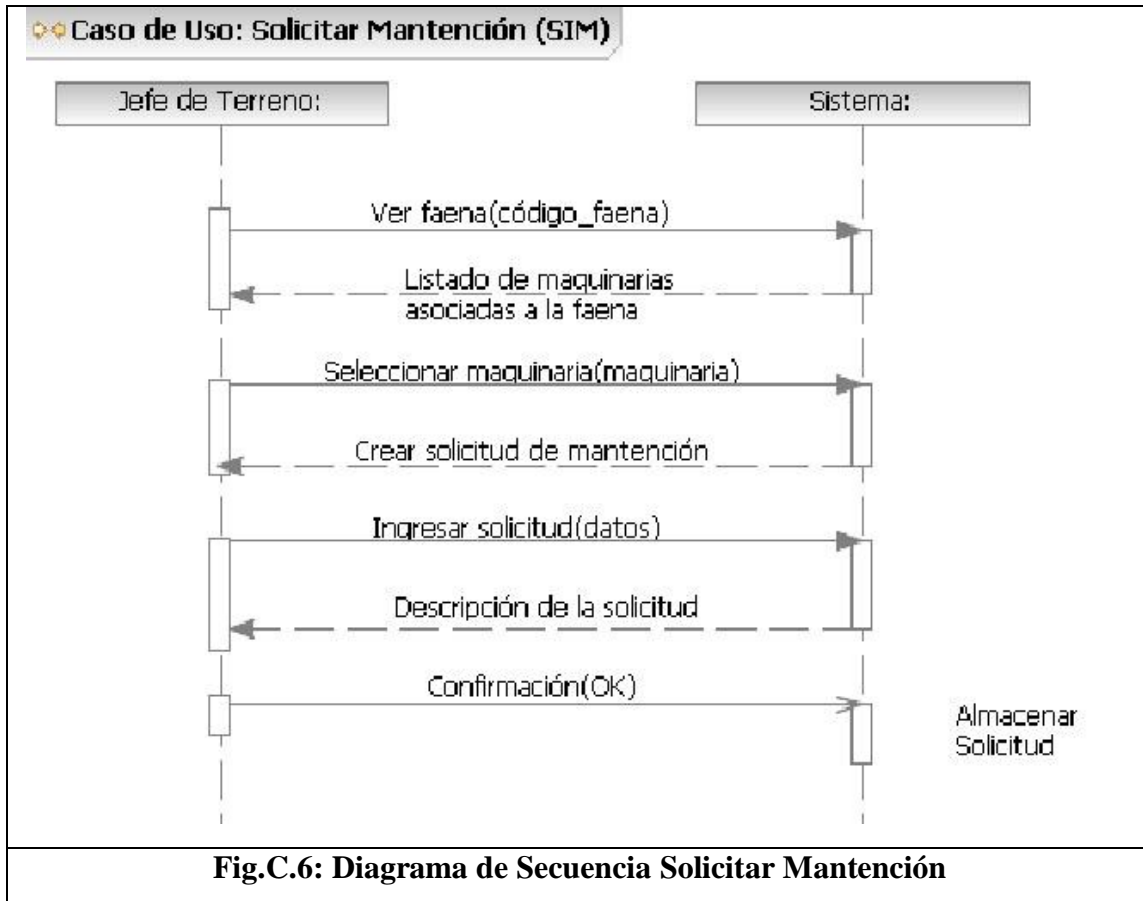 Caso de Uso: Solicitar Mantención (SIM)
Jefe de Terreno:
Sistema:
Ver faena(código_faena)
Listado de maquinarias
asociadas a la faena
Seleccionar maquinaria(maquinaria)
Crear solicitud de mantención
Ingresar solicitud(datos)
Descripción de la solicitud
Confirmación(OK)
Almacenar
Solicitud
Fig.C.6: Diagrama de Secuencia Solicitar Mantención